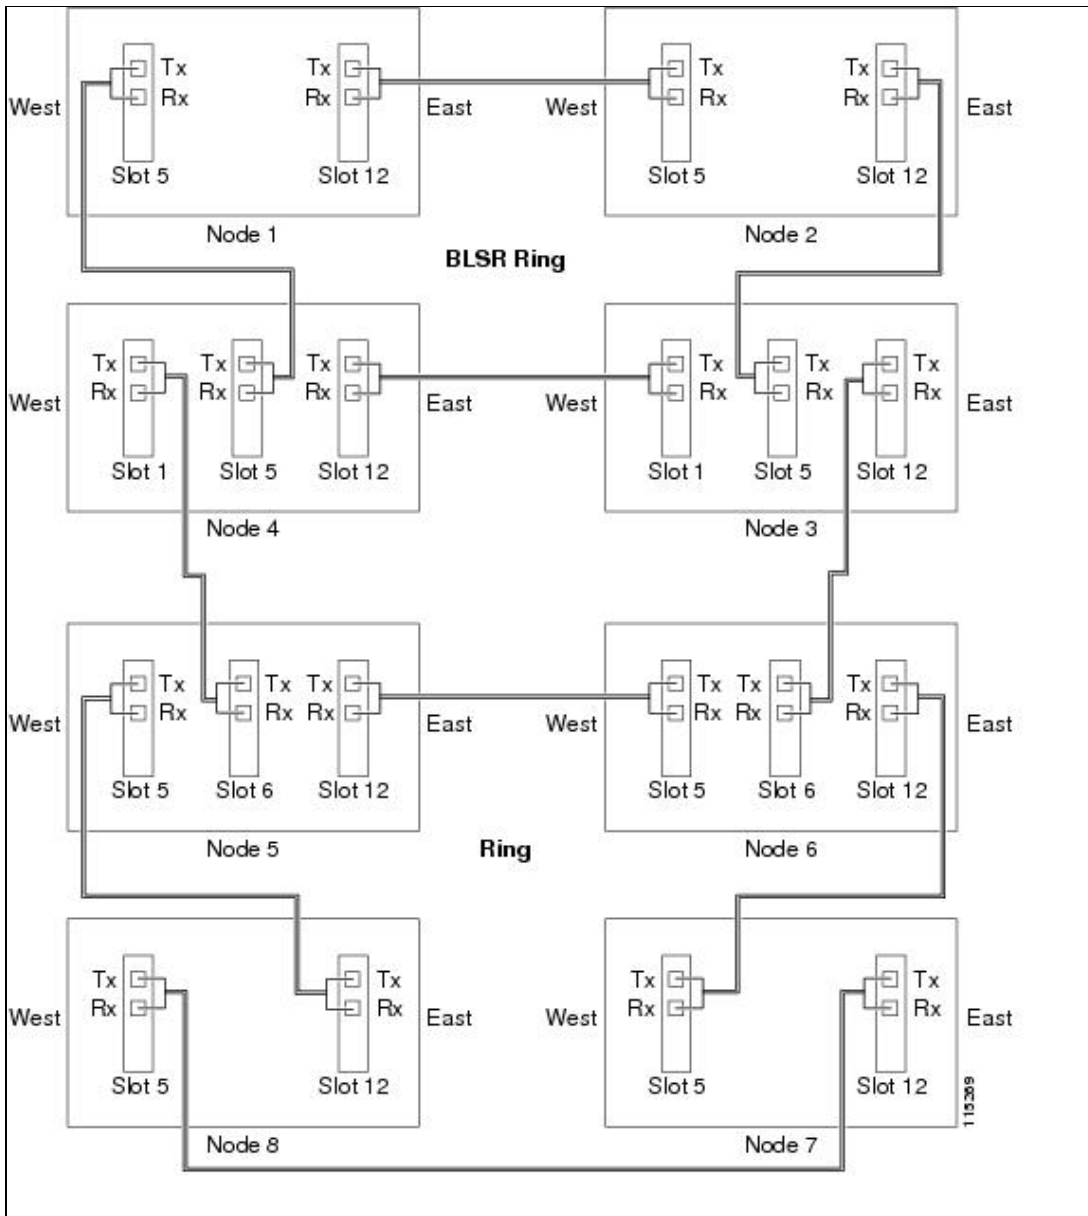 Tx Tx Tx Tx
Rx Rx Rx Rx
West East West East
Slot 5 Slot 12 Slot 5 Slot 12
Node 1 Node 2
BLSR Ring
Tx Tx Tx Tx Tx Tx
Rx Rx Rx Rx Rx Rx
West East West East
Slot 1 Slot 5 Slot 12 Slot 1 Slot 5 Slot 12
Node 4 Node 3
Tx Tx Tx Tx Tx Tx
Rx Rx Rx Rx Rx Rx
West East West East
Slot 5 Slot 6 Slot 12 Slot 5 Slot 6 Slot 12
Node 5 Node 6
Ring
Tx Tx Tx Tx
Rx Rx Rx Rx
West East West East
Slot 5 Slot 12 Slot 5 Slot 12
Node 8 Node 7
115269